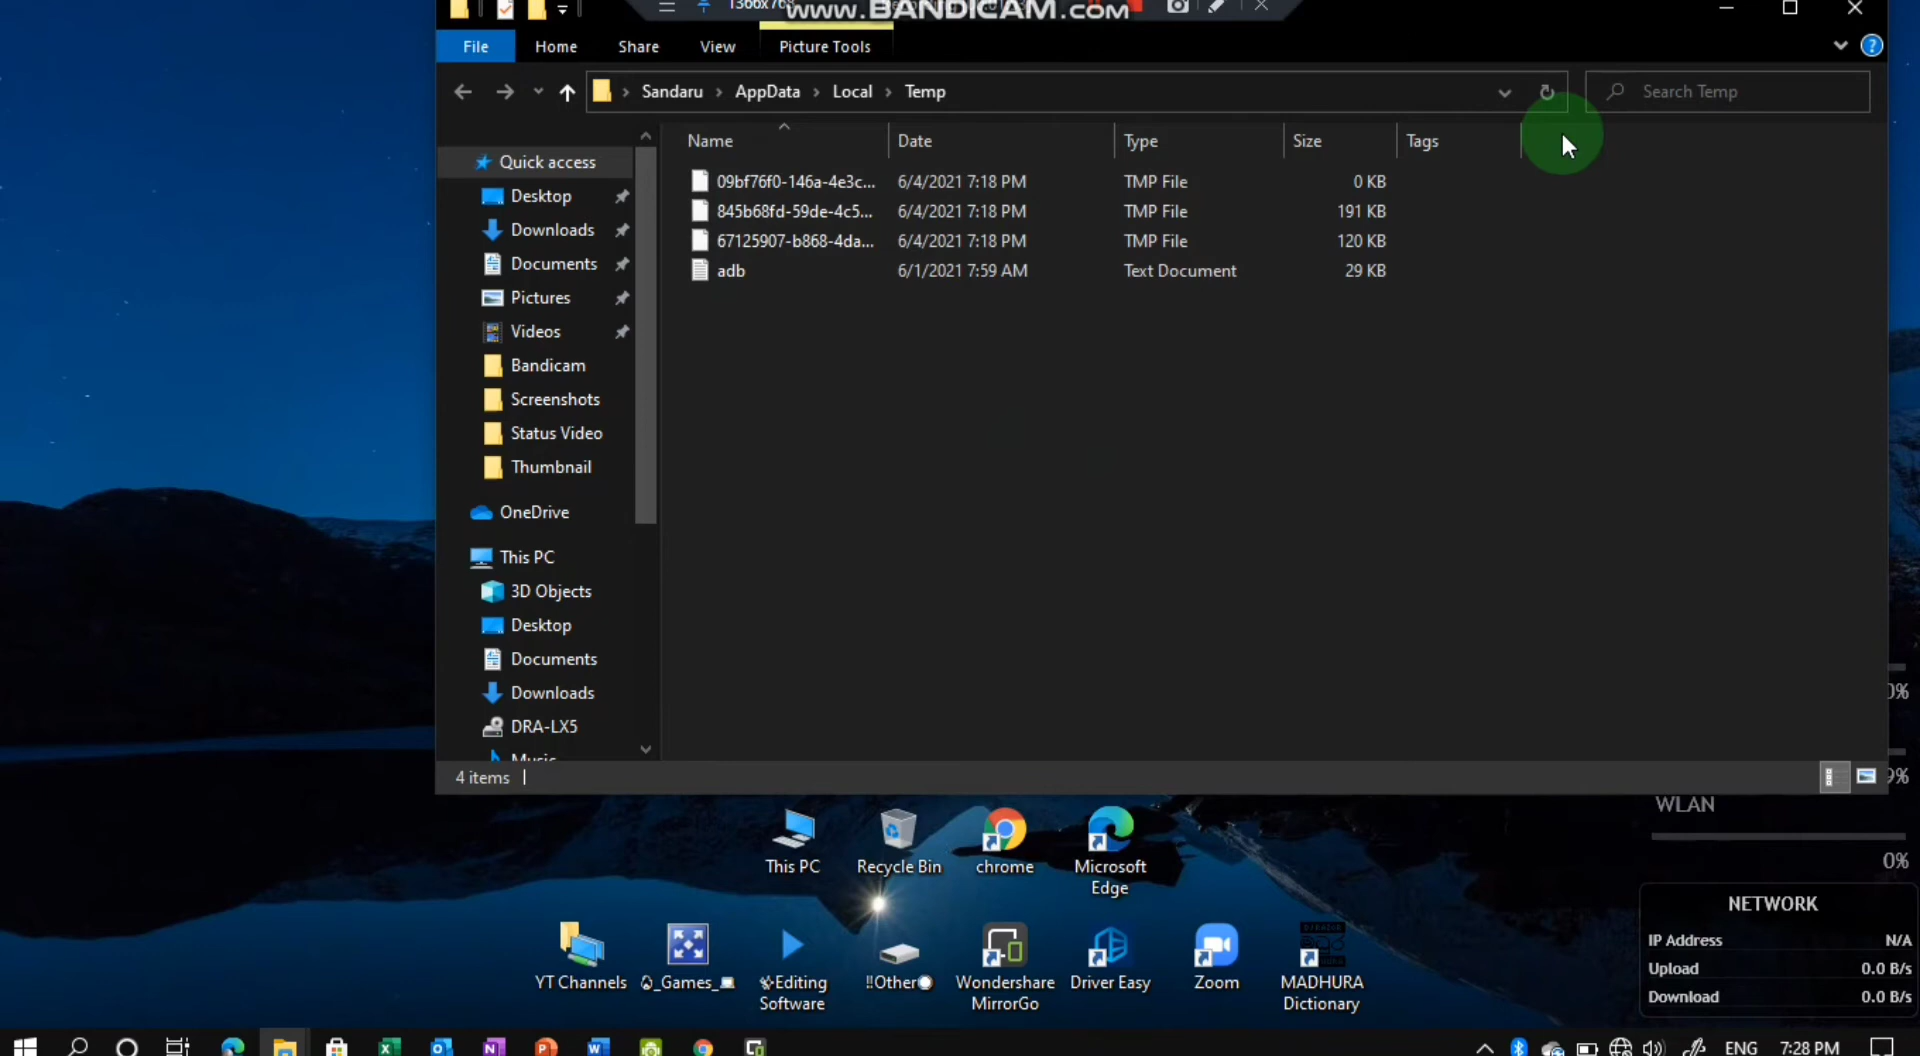 1366x768
www.BANDICAM.com
File Home Share View Picture Tools
Sandaru > AppData > Local > Temp
Search Temp
Name Date Type Size Tags
09bf76f0-146a-4e3c... 6/4/2021 7:18 PM TMP File 0 KB
845b68fd-59de-4c5... 6/4/2021 7:18 PM TMP File 191 KB
67125907-b868-4da... 6/4/2021 7:18 PM TMP File 120 KB
adb 6/1/2021 7:59 AM Text Document 29 KB
Quick access
Desktop
Downloads
Documents
Pictures
Videos
Bandicam
Screenshots
Status Video
Thumbnail
OneDrive
This PC
3D Objects
Desktop
Documents
Downloads
DRA-LX5
Music
4 items
0%
9%
WLAN
0%
This PC
Recycle Bin
chrome
Microsoft
Edge
YT Channels
_Games_
Editing
Software
!!Other
Wondershare
MirrorGo
Driver Easy
Zoom
MADHURA
Dictionary
NETWORK
IP Address N/A
Upload 0.0 B/s
Download 0.0 B/s
ENG 7:28 PM